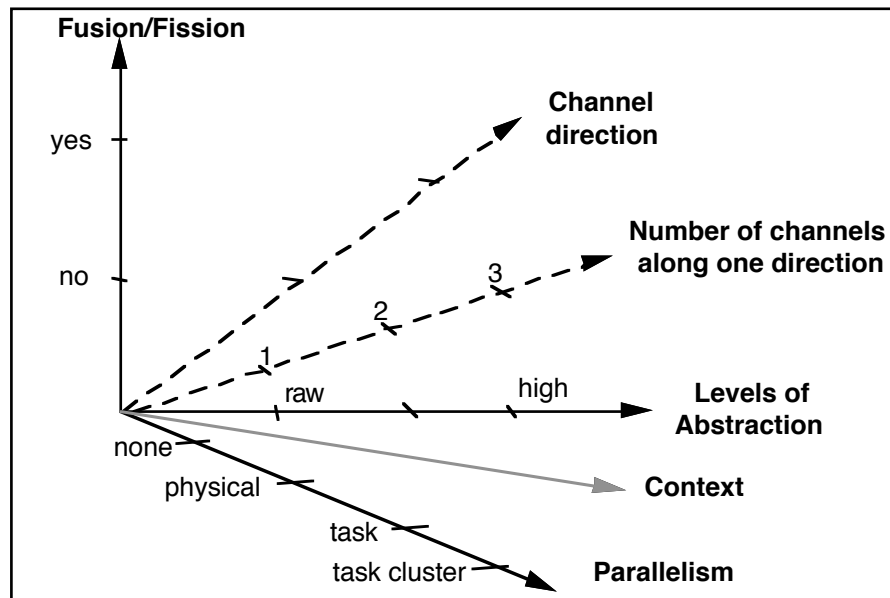 Fusion/Fission
Channel
direction
yes
Number of channels
along one direction
no
3
2
1
raw
high
Levels of
Abstraction
none
physical
Context
task
task cluster
Parallelism